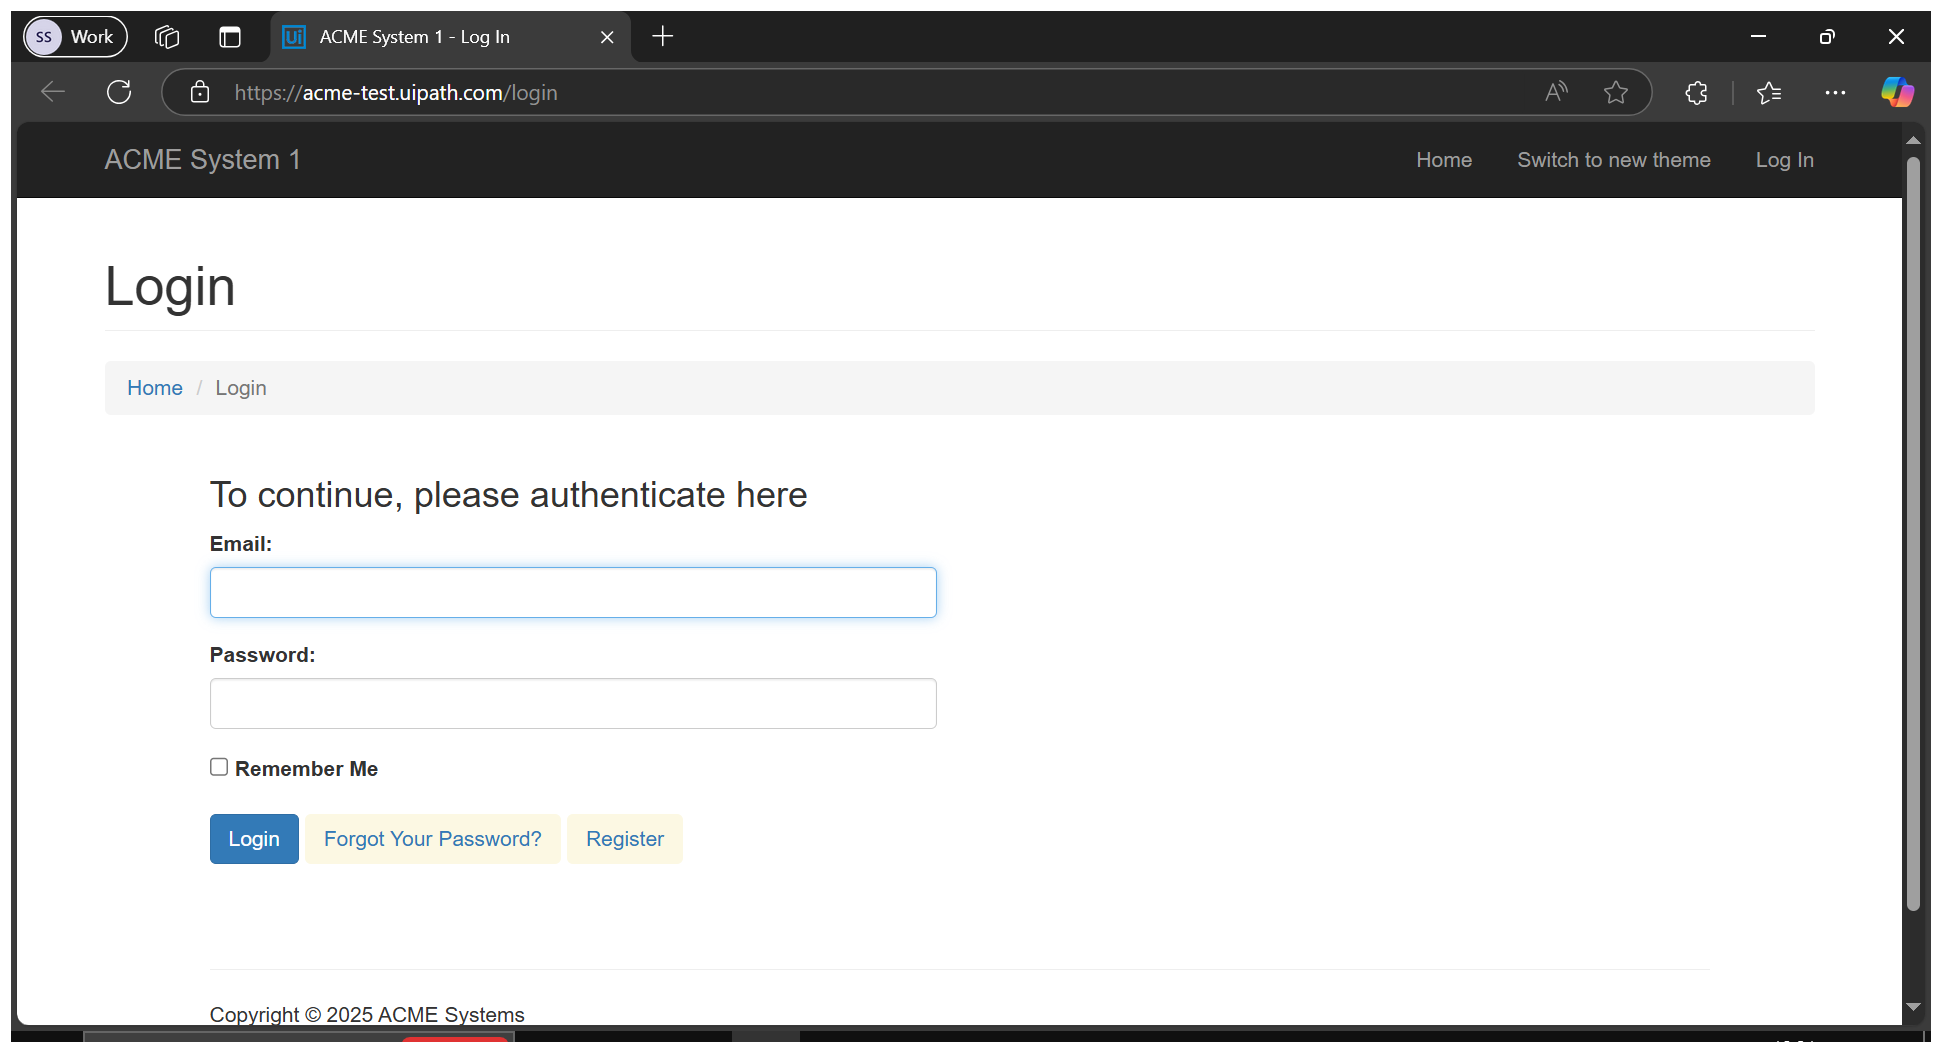 SS Work
Ui ACME System 1 - Log In
https://acme-test.uipath.com/login
ACME System 1 Home Switch to new theme Log In
Login
Home / Login
To continue, please authenticate here
Email:
Password:
Remember Me
Login Forgot Your Password? Register
Copyright © 2025 ACME Systems